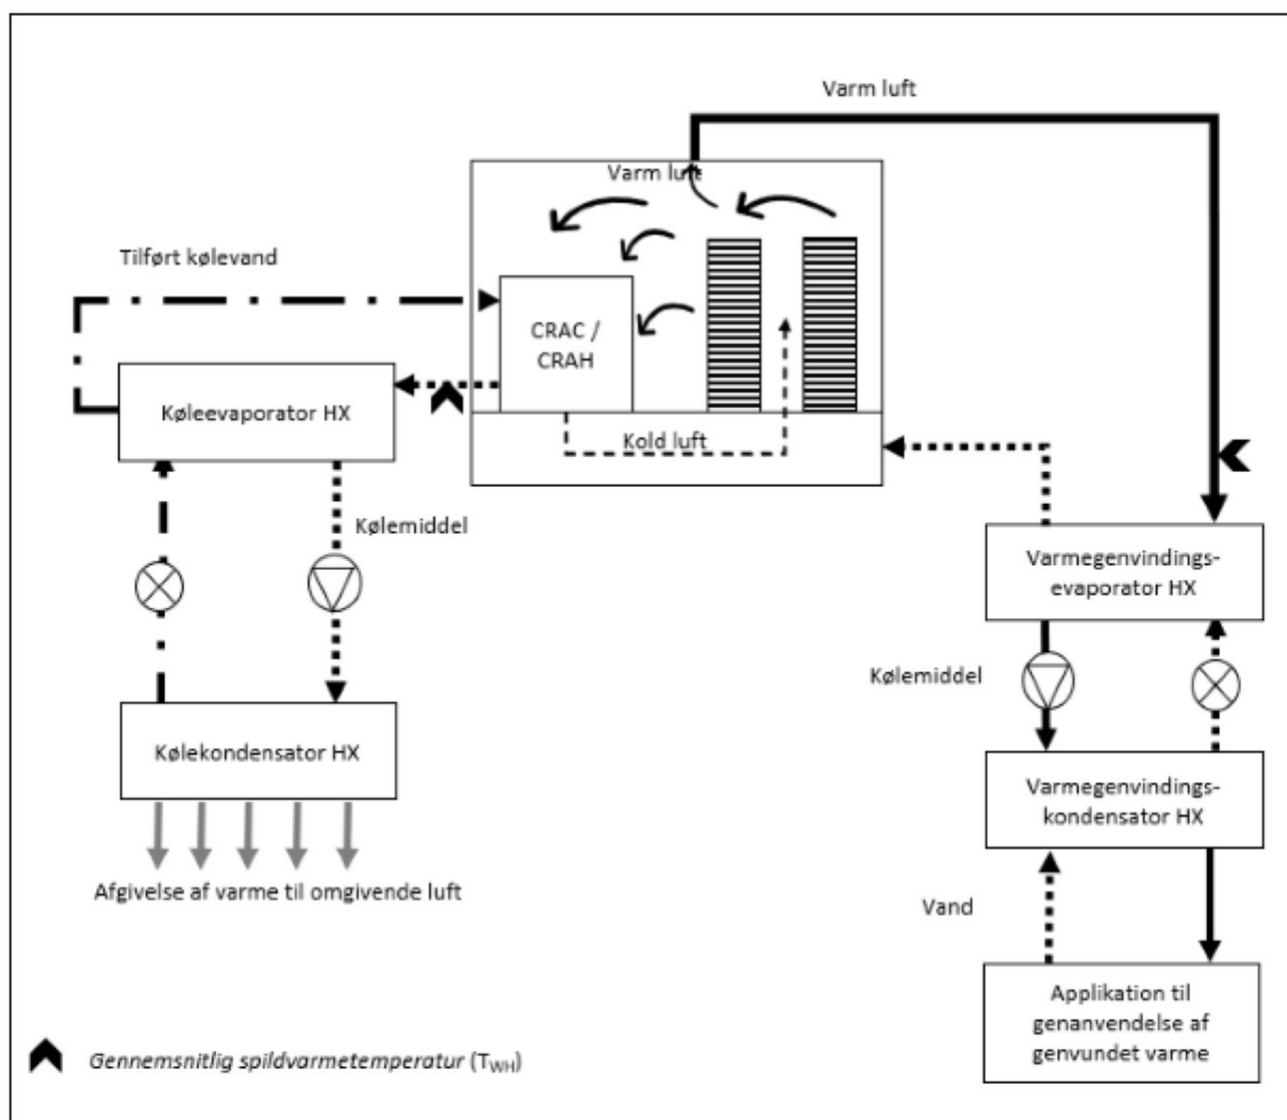 Varm luft
Varm luft
Tilført kølevand
CRAC /
CRAH
Køleevaporator HX
Kold luft
Kølemiddel
Varmegenvindings-
evaporator HX
Kølemiddel
Kølekondensator HX
Varmegenvindings-
kondensator HX
Afgivelse af varme til omgivende luft
Vand
Applikation til
genanvendelse af
genvundet varme
Gennemsnitlig spildvarmetemperatur (TWH)